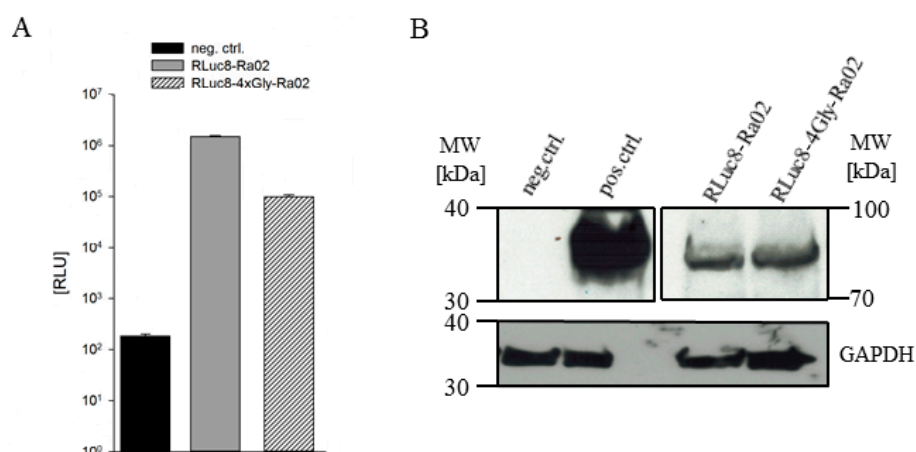 A
neg. ctrl.
RLuc8-Ra02
RLuc8-4xGly-Ra02
10⁷
10⁶
10⁵
10⁴
10³
10²
10¹
10⁰
[RLU]
B
MW
[kDa]
neg.ctrl.
pos.ctrl.
RLuc8-Ra02
RLuc8-4Gly-Ra02
MW
[kDa]
40
100
30
70
40
GAPDH
30